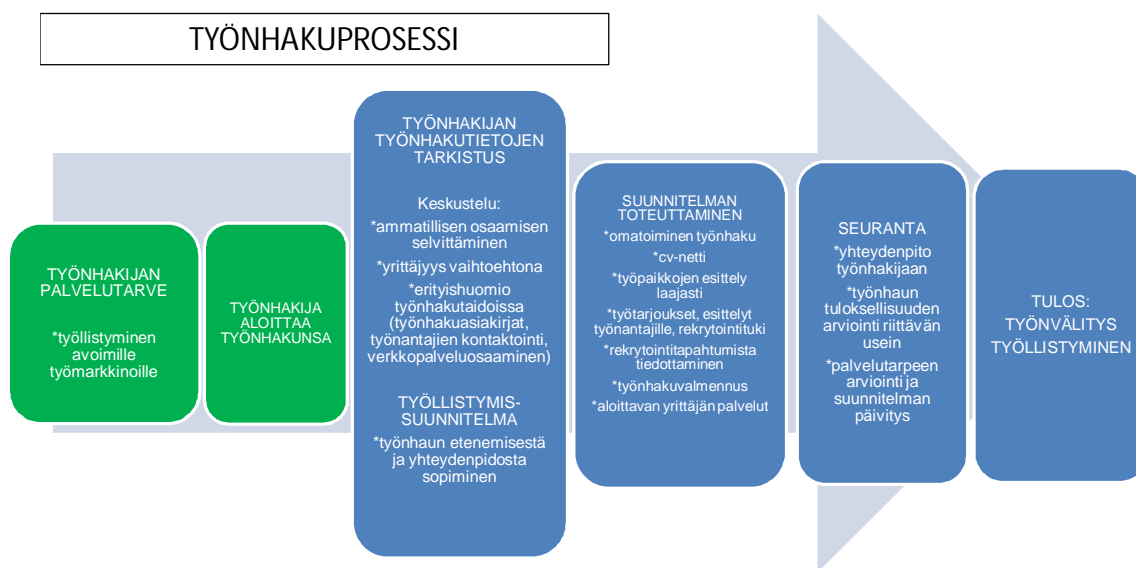 TYÖNHAKUPROSESSI
TYÖNHAKIJAN
PALVELUTARVE
*työllistyminen
avoimille
työmarkkinoille
TYÖNHAKIJA
ALOITTAA
TYÖNHAKUNSA
TYÖNHAKIJAN
TYÖNHAKUTIETOJEN
TARKISTUS
Keskustelu:
*ammatillisen osaamisen
selvittäminen
*yrittäjyys vaihtoehtona
*erityishuomio
työnhakutaidoissa
(työnhakuasiakirjat,
työnantajien kontaktointi,
verkkopalveluosaaminen)
TYÖLLISTYMIS-
SUUNNITELMA
*työnhaun etenemisestä
ja yhteydenpidosta
sopiminen
SUUNNITELMAN
TOTEUTTAMINEN
*omatoiminen työnhaku
*cv-netti
*työpaikkojen esittely
laajasti
*työtarjoukset, esittelyt
työnantajille, rekrytointituki
*rekrytointitapahtumista
tiedottaminen
*työnhakuvalmennus
*aloittavan yrittäjän palvelut
SEURANTA
*yhteydenpito
työnhakijaan
*työnhaun
tuloksellisuuden
arviointi riittävän
usein
*palvelutarpeen
arviointi ja
suunnitelman
päivitys
TULOS:
TYÖNVÄLITYS
TYÖLLISTYMINEN